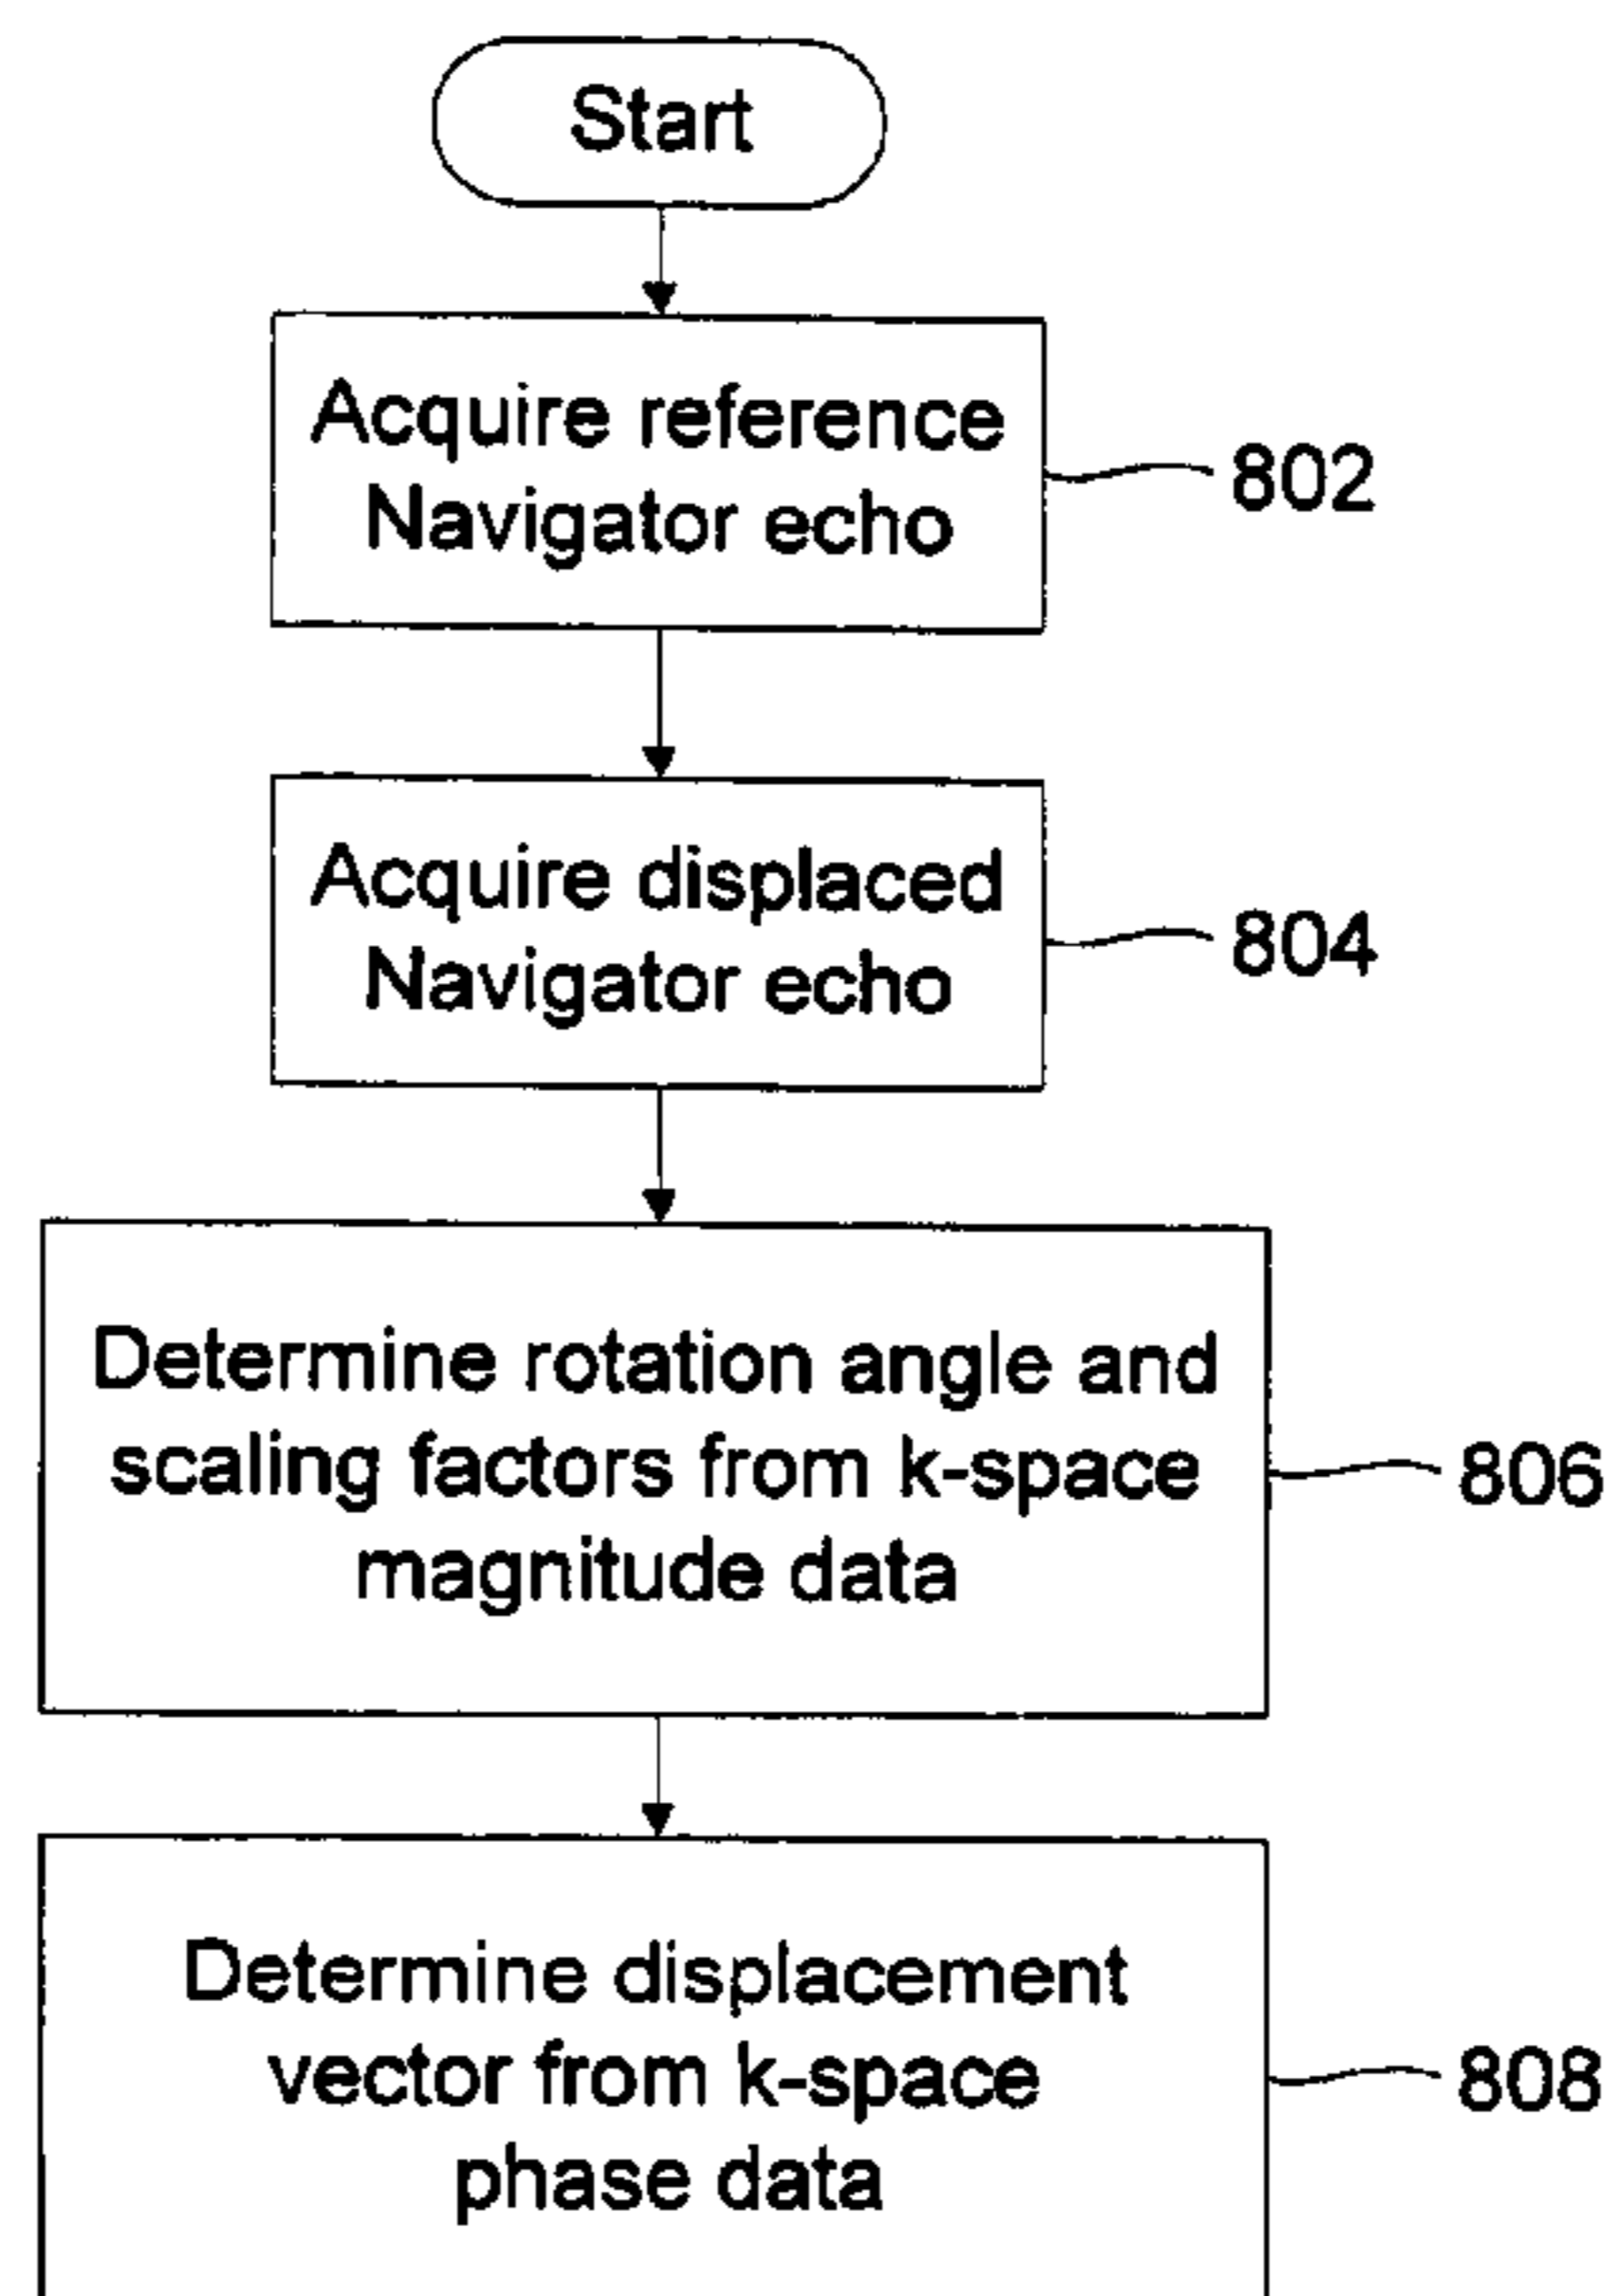 Start
Acquire reference
Navigator echo
802
Acquire displaced
Navigator echo
804
Determine rotation angle and
scaling factors from k-space
magnitude data
806
Determine displacement
vector from k-space
phase data
808